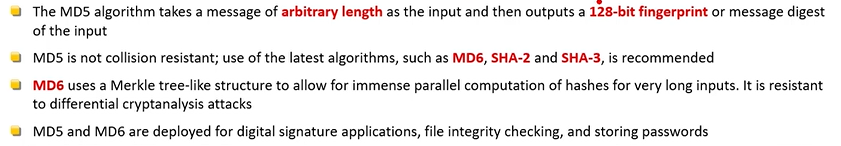 The MD5 algorithm takes a message of arbitrary length as the input and then outputs a 128-bit fingerprint or message digest
of the input
MD5 is not collision resistant; use of the latest algorithms, such as MD6, SHA-2 and SHA-3, is recommended
MD6 uses a Merkle tree-like structure to allow for immense parallel computation of hashes for very long inputs. It is resistant
to differential cryptanalysis attacks
MD5 and MD6 are deployed for digital signature applications, file integrity checking, and storing passwords